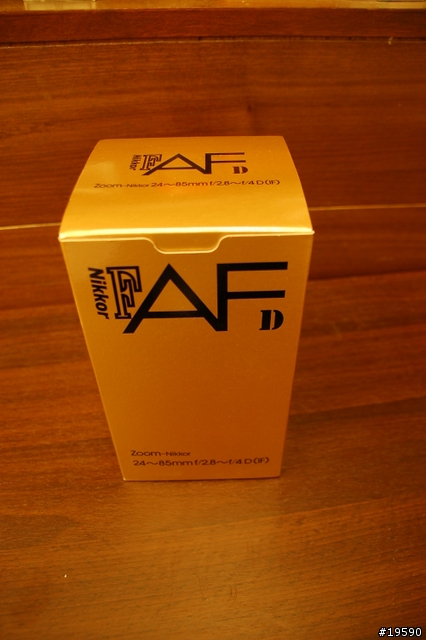 Nikkor AF D
Zoom-Nikkor 24~85mm f/2.8~f/4 D (IF)
Nikkor AF D
Zoom-Nikkor
24~85mm f/2.8~f/4 D (IF)
#19590